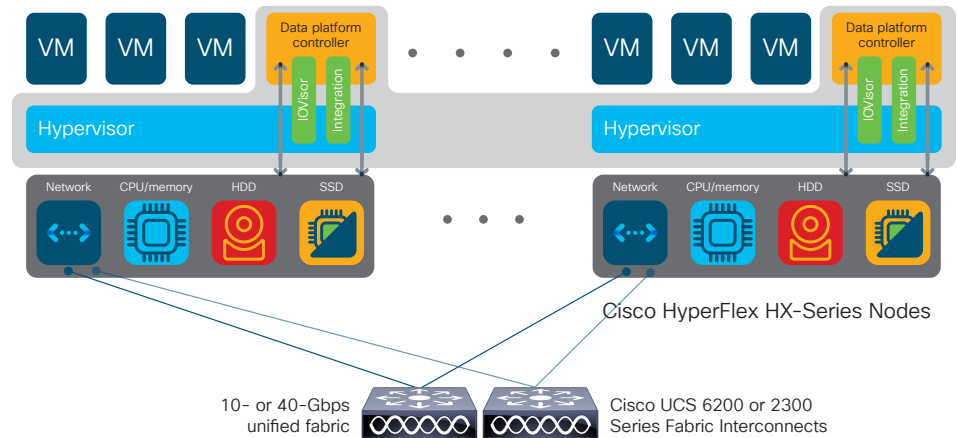 VM VM VM Data platform
controller
VM VM VM Data platform
controller
IOVisor
Integration
IOVisor
Integration
Hypervisor
Hypervisor
Network CPU/memory HDD SSD
Network CPU/memory HDD SSD
Cisco HyperFlex HX-Series Nodes
10- or 40-Gbps
unified fabric
Cisco UCS 6200 or 2300
Series Fabric Interconnects